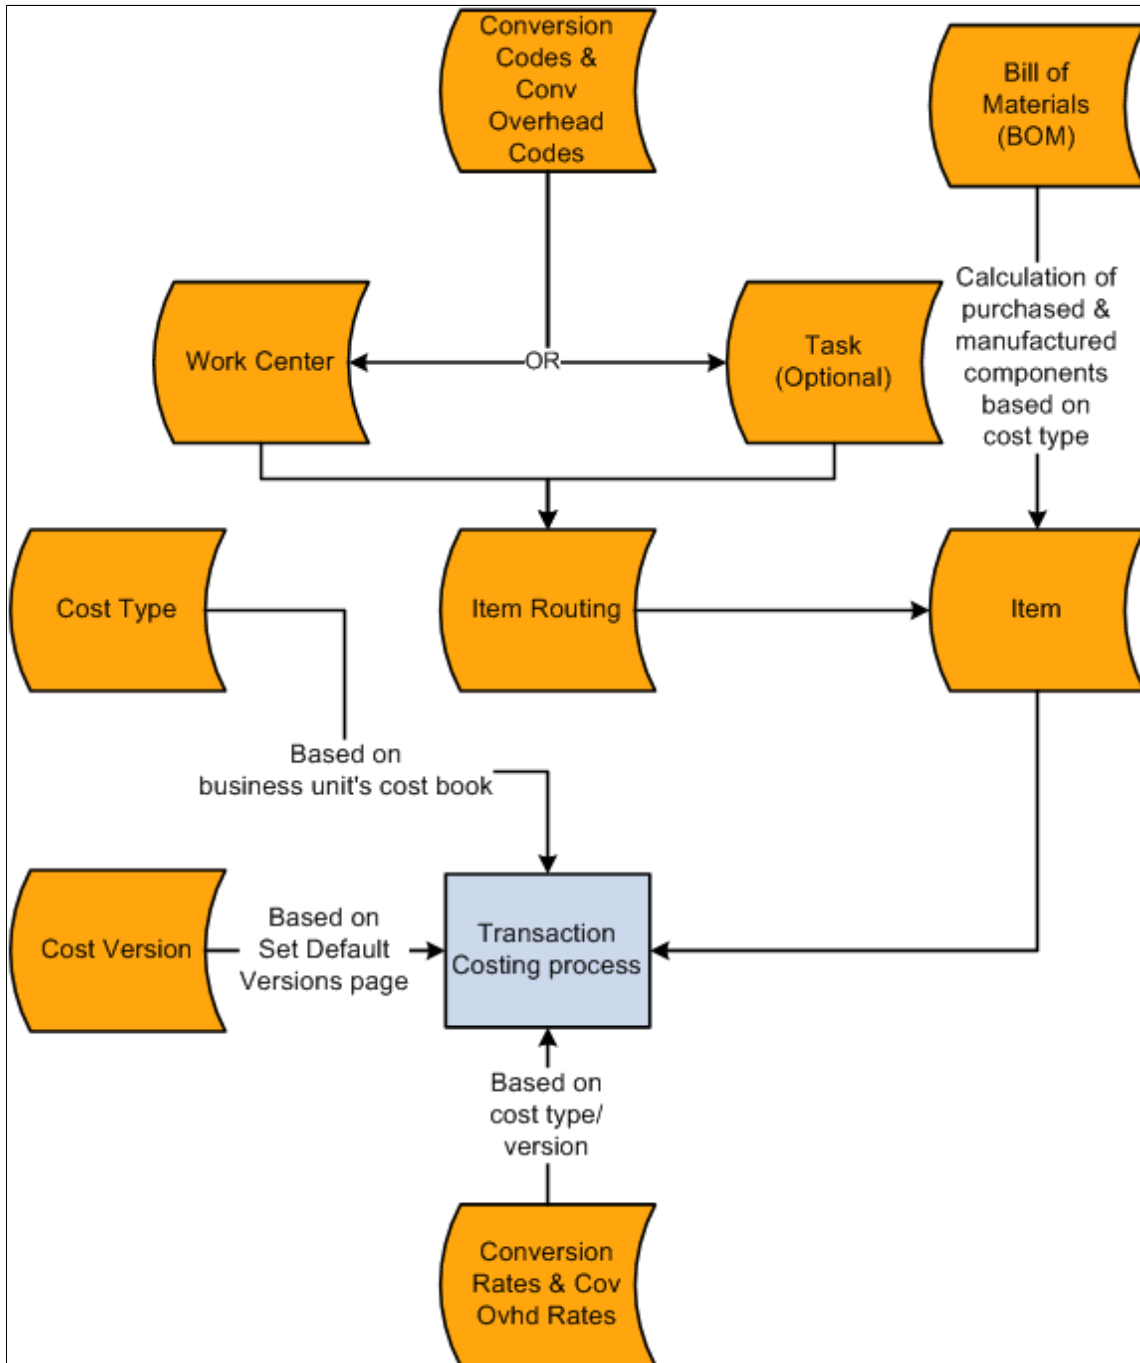 Conversion
Codes &
Conv
Overhead
Codes
Bill of
Materials
(BOM)
Calculation of
purchased &
manufactured
components
based on
cost type
Work Center
OR
Task
(Optional)
Cost Type
Item Routing
Item
Based on
business unit's cost book
Cost Version
Based on
Set Default
Versions page
Transaction
Costing process
Based on
cost type/
version
Conversion
Rates & Cov
Ovhd Rates